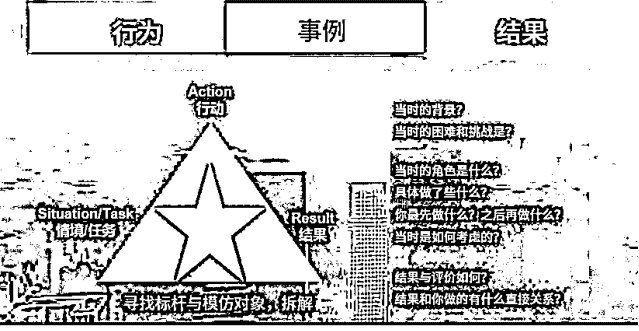 行为
事例
结果
Action
行动
Situation/Task
情境/任务
Result
结果
寻找标杆与模仿对象，拆解
当时的背景?
当时的困难和挑战是?
当时的角色是什么?
具体做了些什么?
你最先做什么? 之后再做什么?
当时是如何考虑的?
结果与评价如何?
结果和你做的有什么直接关系?